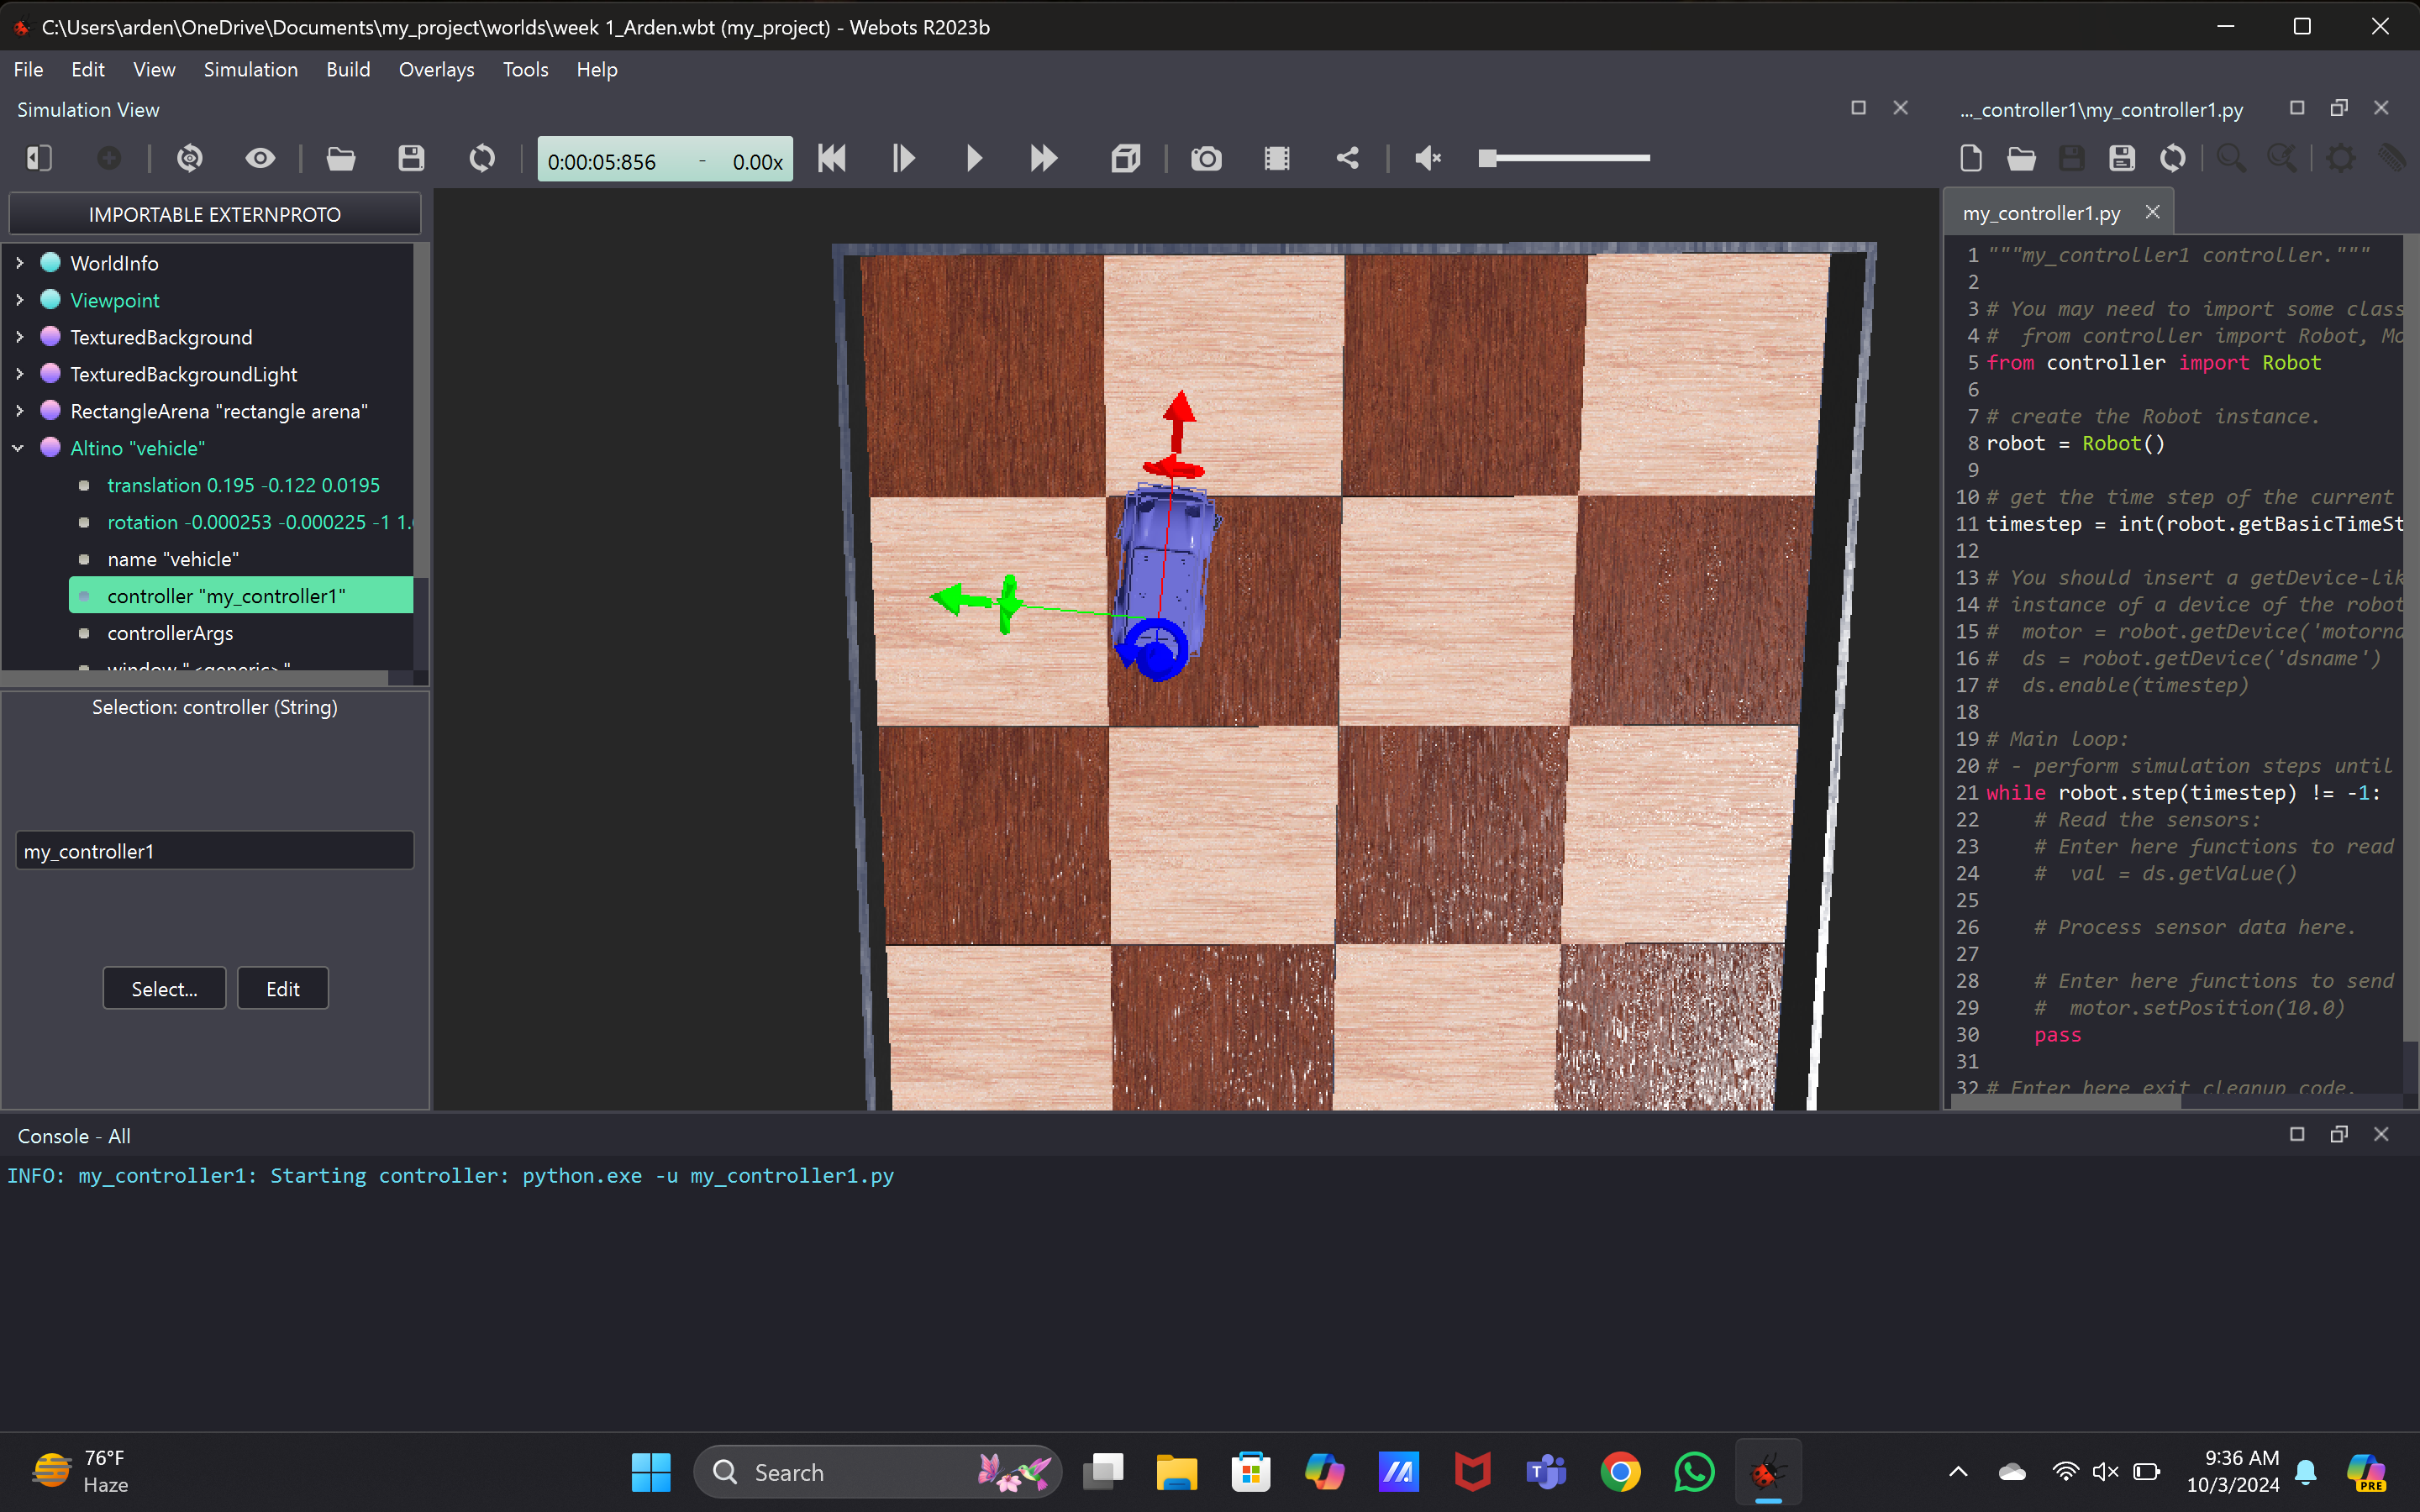 C:\Users\arden\OneDrive\Documents\my_project\worlds\week 1_Arden.wbt (my_project) - Webots R2023b
File Edit View Simulation Build Overlays Tools Help
Simulation View
..._controller1\my_controller1.py
0:00:05:856 - 0.00x
IMPORTABLE EXTERNPROTO
WorldInfo
Viewpoint
TexturedBackground
TexturedBackgroundLight
RectangleArena "rectangle arena"
Altino "vehicle"
translation 0.195 -0.122 0.0195
rotation -0.000253 -0.000225 -1 1.
name "vehicle"
controller "my_controller1"
controllerArgs
window "<generic>"
Selection: controller (String)
my_controller1
Select... Edit
my_controller1.py
1 """my_controller1 controller."""
2
3 # You may need to import some class
4 #  from controller import Robot, Mo
5 from controller import Robot
6
7 # create the Robot instance.
8 robot = Robot()
9
10 # get the time step of the current
11 timestep = int(robot.getBasicTimeSt
12
13 # You should insert a getDevice-lik
14 # instance of a device of the robot
15 #  motor = robot.getDevice('motorna
16 #  ds = robot.getDevice('dsname')
17 #  ds.enable(timestep)
18
19 # Main loop:
20 # - perform simulation steps until
21 while robot.step(timestep) != -1:
22     # Read the sensors:
23     # Enter here functions to read
24     #  val = ds.getValue()
25
26     # Process sensor data here.
27
28     # Enter here functions to send
29     #  motor.setPosition(10.0)
30     pass
31
32 # Enter here exit cleanup code.
Console - All
INFO: my_controller1: Starting controller: python.exe -u my_controller1.py
76°F
Haze
Search
9:36 AM
10/3/2024
PRE